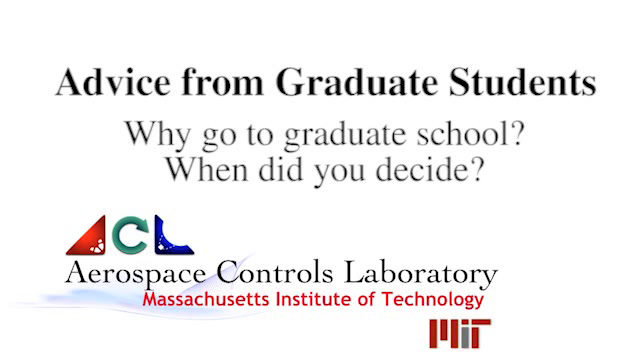 Advice from Graduate Students
Why go to graduate school?
When did you decide?
ACL
Aerospace Controls Laboratory
Massachusetts Institute of Technology
MIT